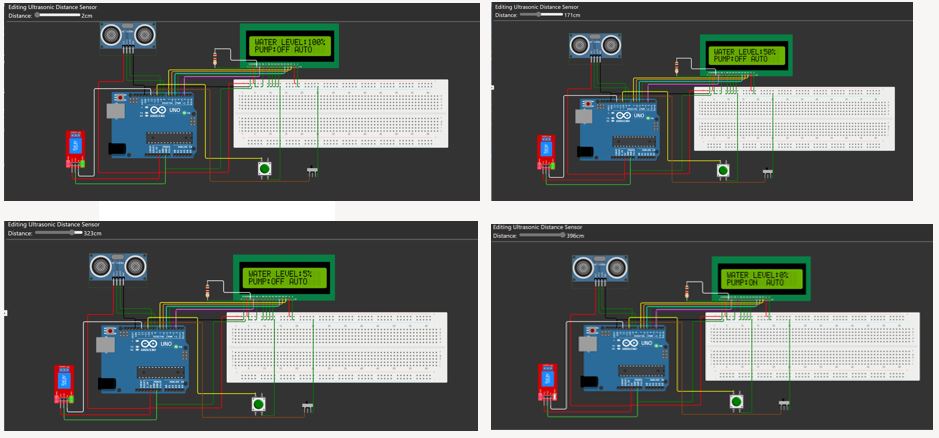 Editing Ultrasonic Distance Sensor
Distance: 2cm
WATER LEVEL:100%
PUMP:OFF AUTO
UNO
Editing Ultrasonic Distance Sensor
Distance: 171cm
WATER LEVEL:50%
PUMP:OFF AUTO
UNO
Editing Ultrasonic Distance Sensor
Distance: 323cm
WATER LEVEL:5%
PUMP:OFF AUTO
UNO
Editing Ultrasonic Distance Sensor
Distance: 396cm
WATER LEVEL:0%
PUMP:ON AUTO
UNO